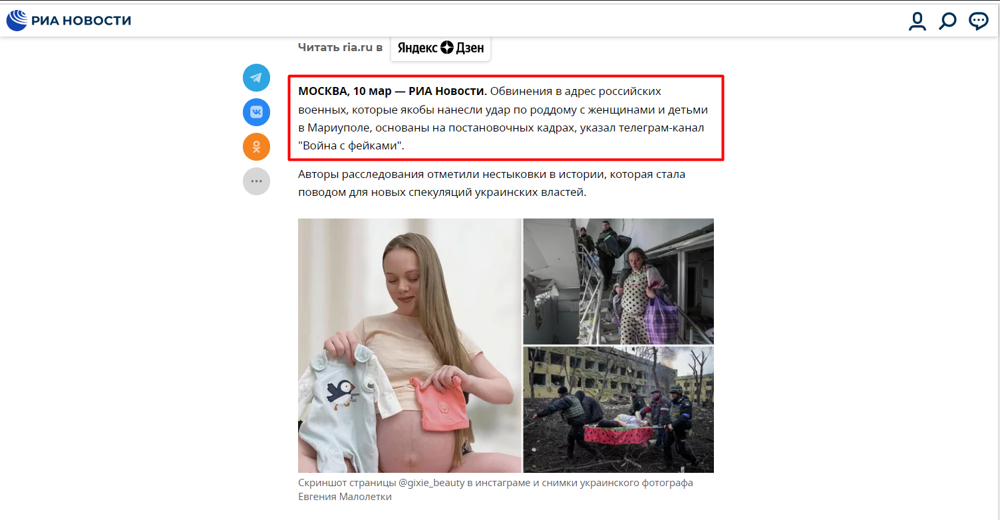 РИА НОВОСТИ
Читать ria.ru в Яндекс Дзен
МОСКВА, 10 мар — РИА Новости. Обвинения в адрес российских
военных, которые якобы нанесли удар по роддому с женщинами и детьми
в Мариуполе, основаны на постановочных кадрах, указал телеграм-канал
"Война с фейками".
Авторы расследования отметили нестыковки в истории, которая стала
поводом для новых спекуляций украинских властей.
Скриншот страницы @gixie_beauty в инстаграме и снимки украинского фотографа
Евгения Малолетки